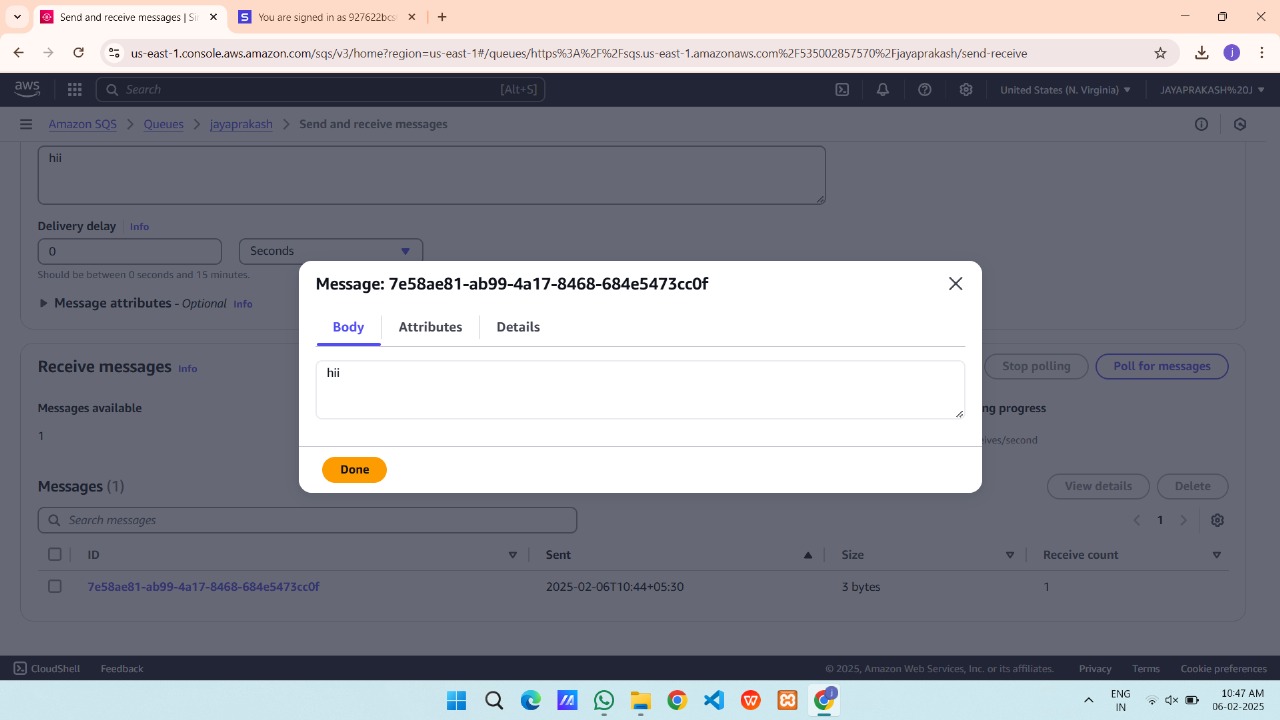 Send and receive messages | Si
You are signed in as 927622bcs
us-east-1.console.aws.amazon.com/sqs/v3/home?region=us-east-1#/queues/https%3A%2F%2Fsqs.us-east-1.amazonaws.com%2F535002857570%2Fjayaprakash/send-receive
j
aws
Search
[Alt+S]
United States (N. Virginia)
JAYAPRAKASH%20J
Amazon SQS
Queues
jayaprakash
Send and receive messages
hii
Delivery delay
Info
0
Seconds
Should be between 0 seconds and 15 minutes.
Message attributes - Optional Info
Message: 7e58ae81-ab99-4a17-8468-684e5473cc0f
Body
Attributes
Details
hii
Done
Receive messages Info
Stop polling
Poll for messages
Messages available
ng progress
1
eives/second
Messages (1)
View details
Delete
Search messages
1
ID
Sent
Size
Receive count
7e58ae81-ab99-4a17-8468-684e5473cc0f
2025-02-06T10:44+05:30
3 bytes
1
CloudShell
Feedback
© 2025, Amazon Web Services, Inc. or its affiliates.
Privacy
Terms
Cookie preferences
ENG
IN
10:47 AM
06-02-2025